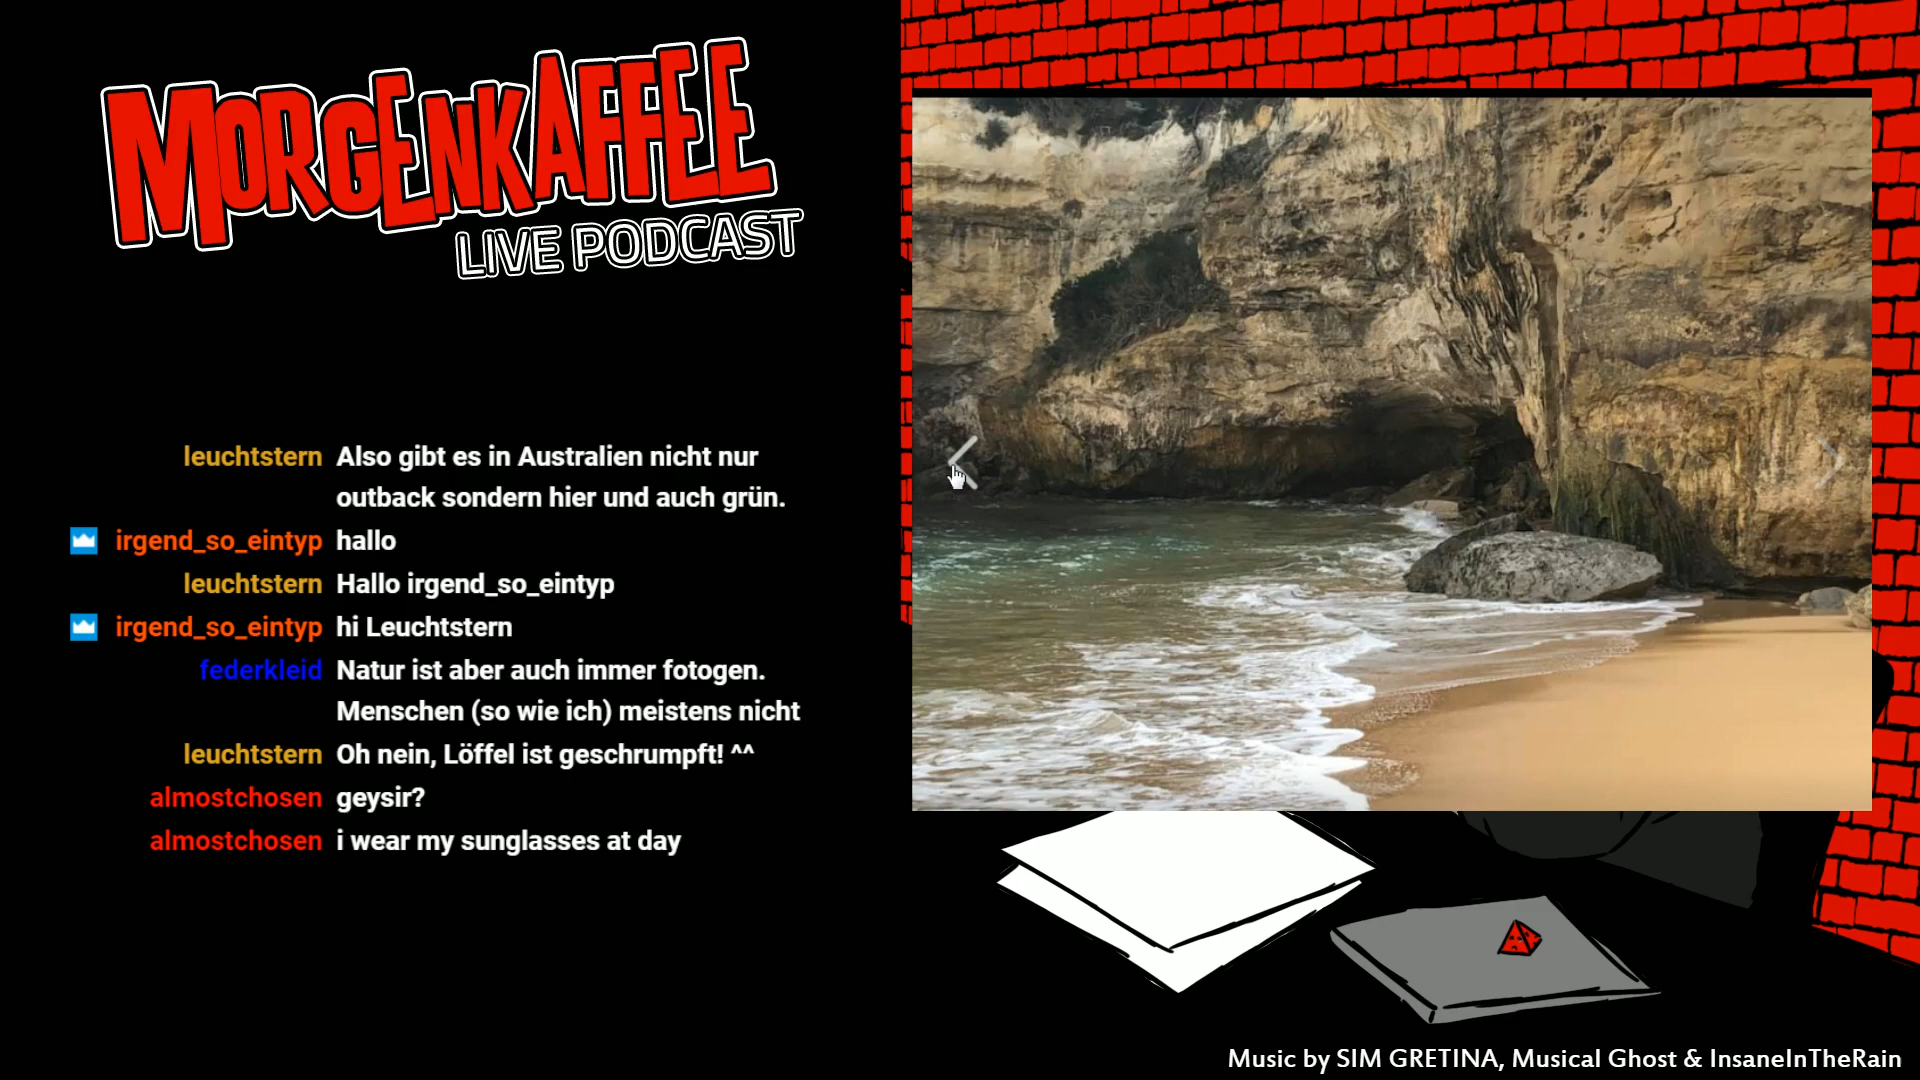 MORGENKAFFEE
LIVE PODCAST
leuchtstern Also gibt es in Australien nicht nur
outback sondern hier und auch grün.
irgend_so_eintyp hallo
leuchtstern Hallo irgend_so_eintyp
irgend_so_eintyp hi Leuchtstern
federkleid Natur ist aber auch immer fotogen.
Menschen (so wie ich) meistens nicht
leuchtstern Oh nein, Löffel ist geschrumpft! ^^
almostchosen geysir?
almostchosen i wear my sunglasses at day
Music by SIM GRETINA, Musical Ghost & InsaneInTheRain